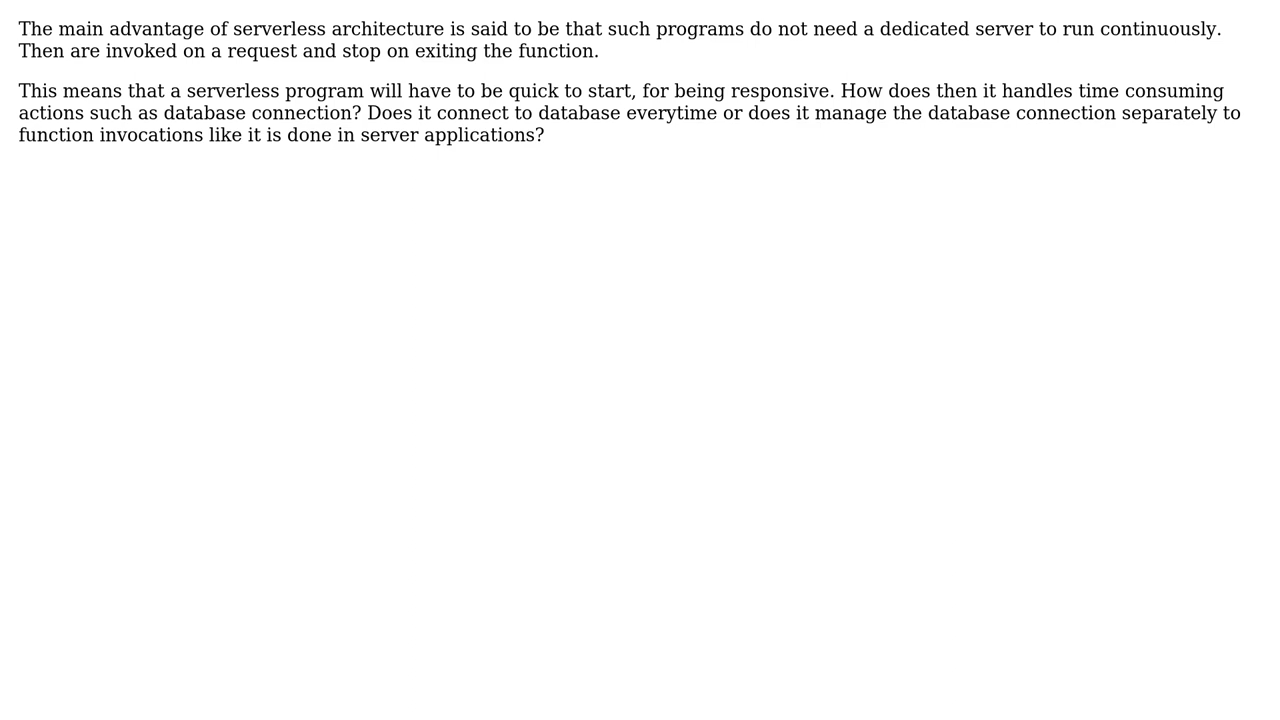 The main advantage of serverless architecture is said to be that such programs do not need a dedicated server to run continuously.
Then are invoked on a request and stop on exiting the function.
This means that a serverless program will have to be quick to start, for being responsive. How does then it handles time consuming
actions such as database connection? Does it connect to database everytime or does it manage the database connection separately to
function invocations like it is done in server applications?